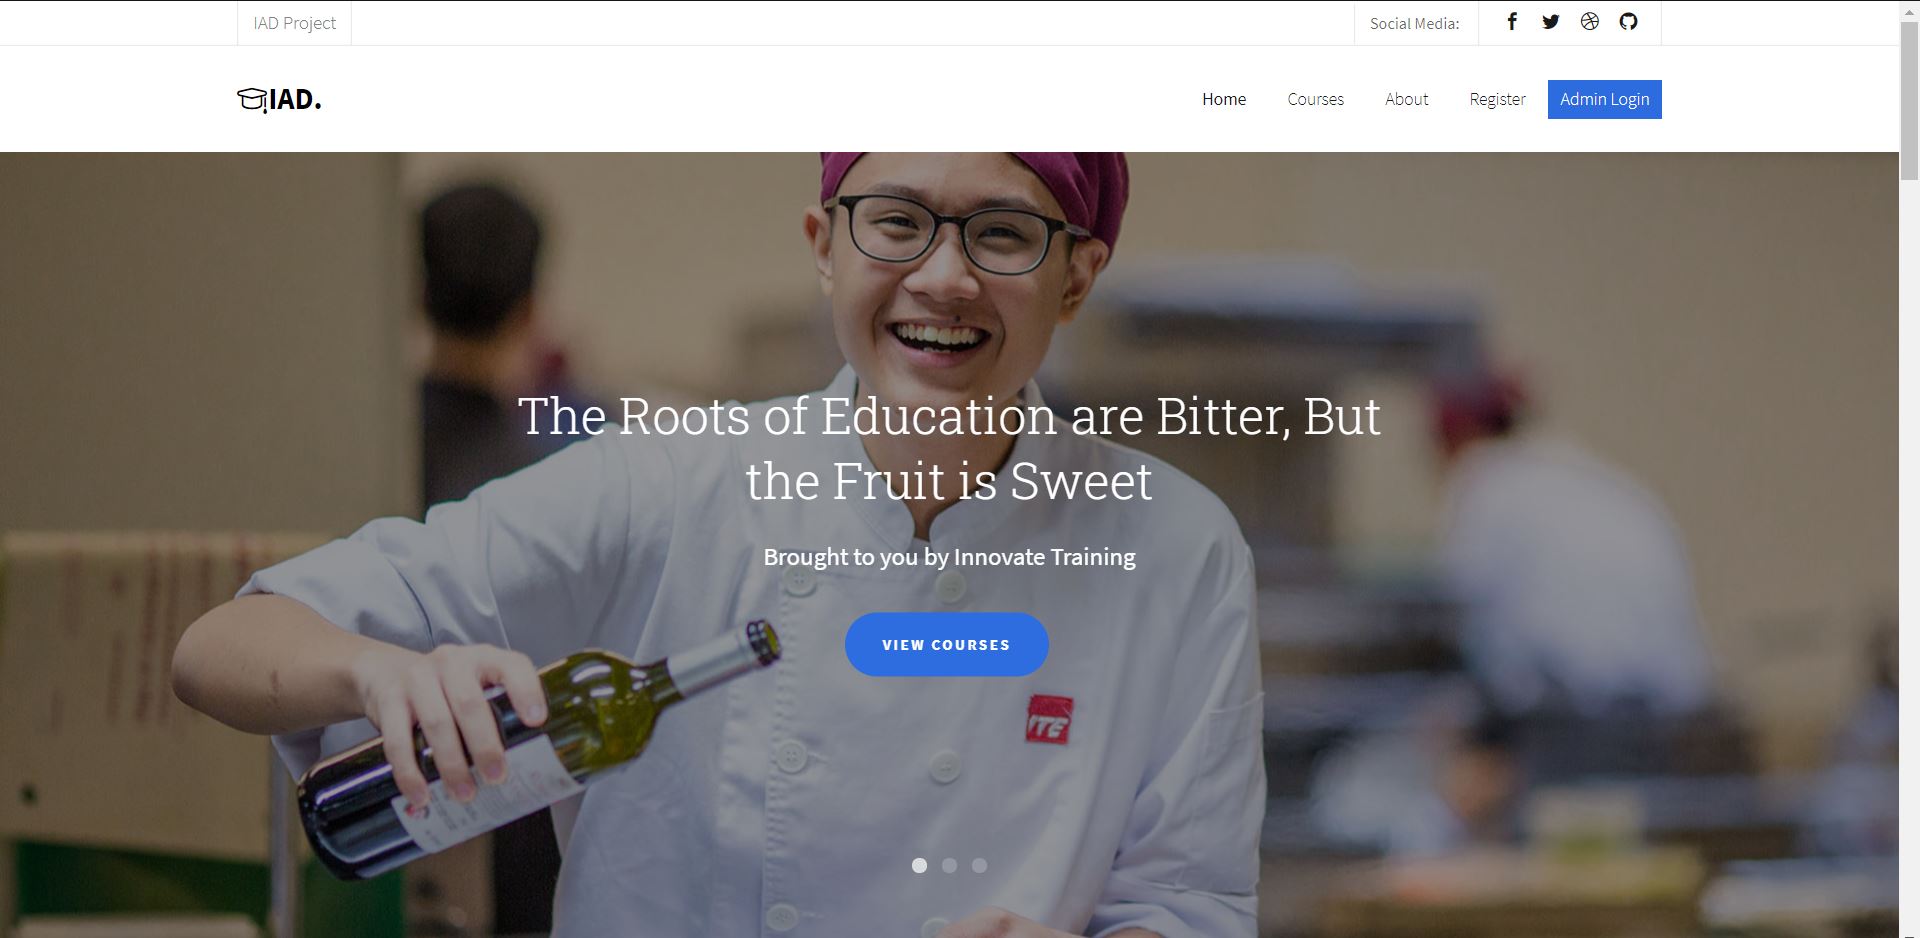 IAD Project
Social Media:
IAD.
Home
Courses
About
Register
Admin Login
The Roots of Education are Bitter, But
the Fruit is Sweet
Brought to you by Innovate Training
VIEW COURSES
ITE